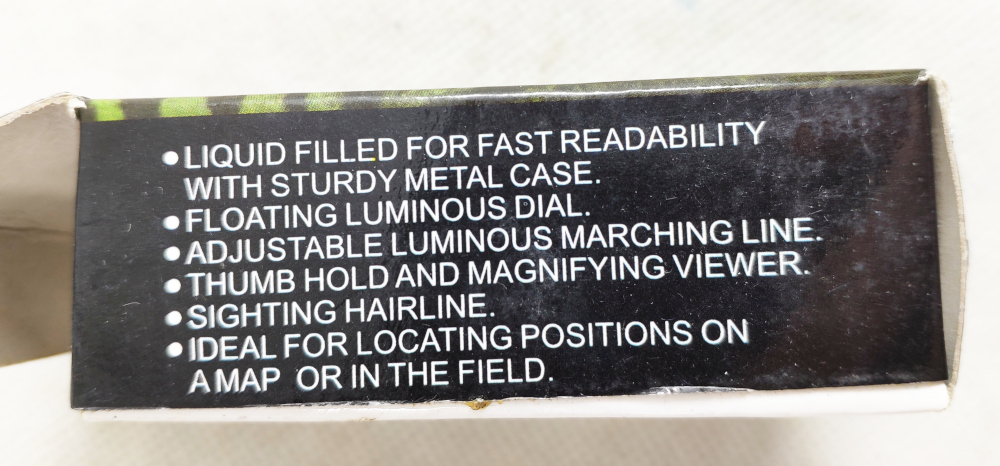 •LIQUID FILLED FOR FAST READABILITY
WITH STURDY METAL CASE.
•FLOATING LUMINOUS DIAL.
•ADJUSTABLE LUMINOUS MARCHING LINE.
•THUMB HOLD AND MAGNIFYING VIEWER.
•SIGHTING HAIRLINE.
•IDEAL FOR LOCATING POSITIONS ON
A MAP OR IN THE FIELD.